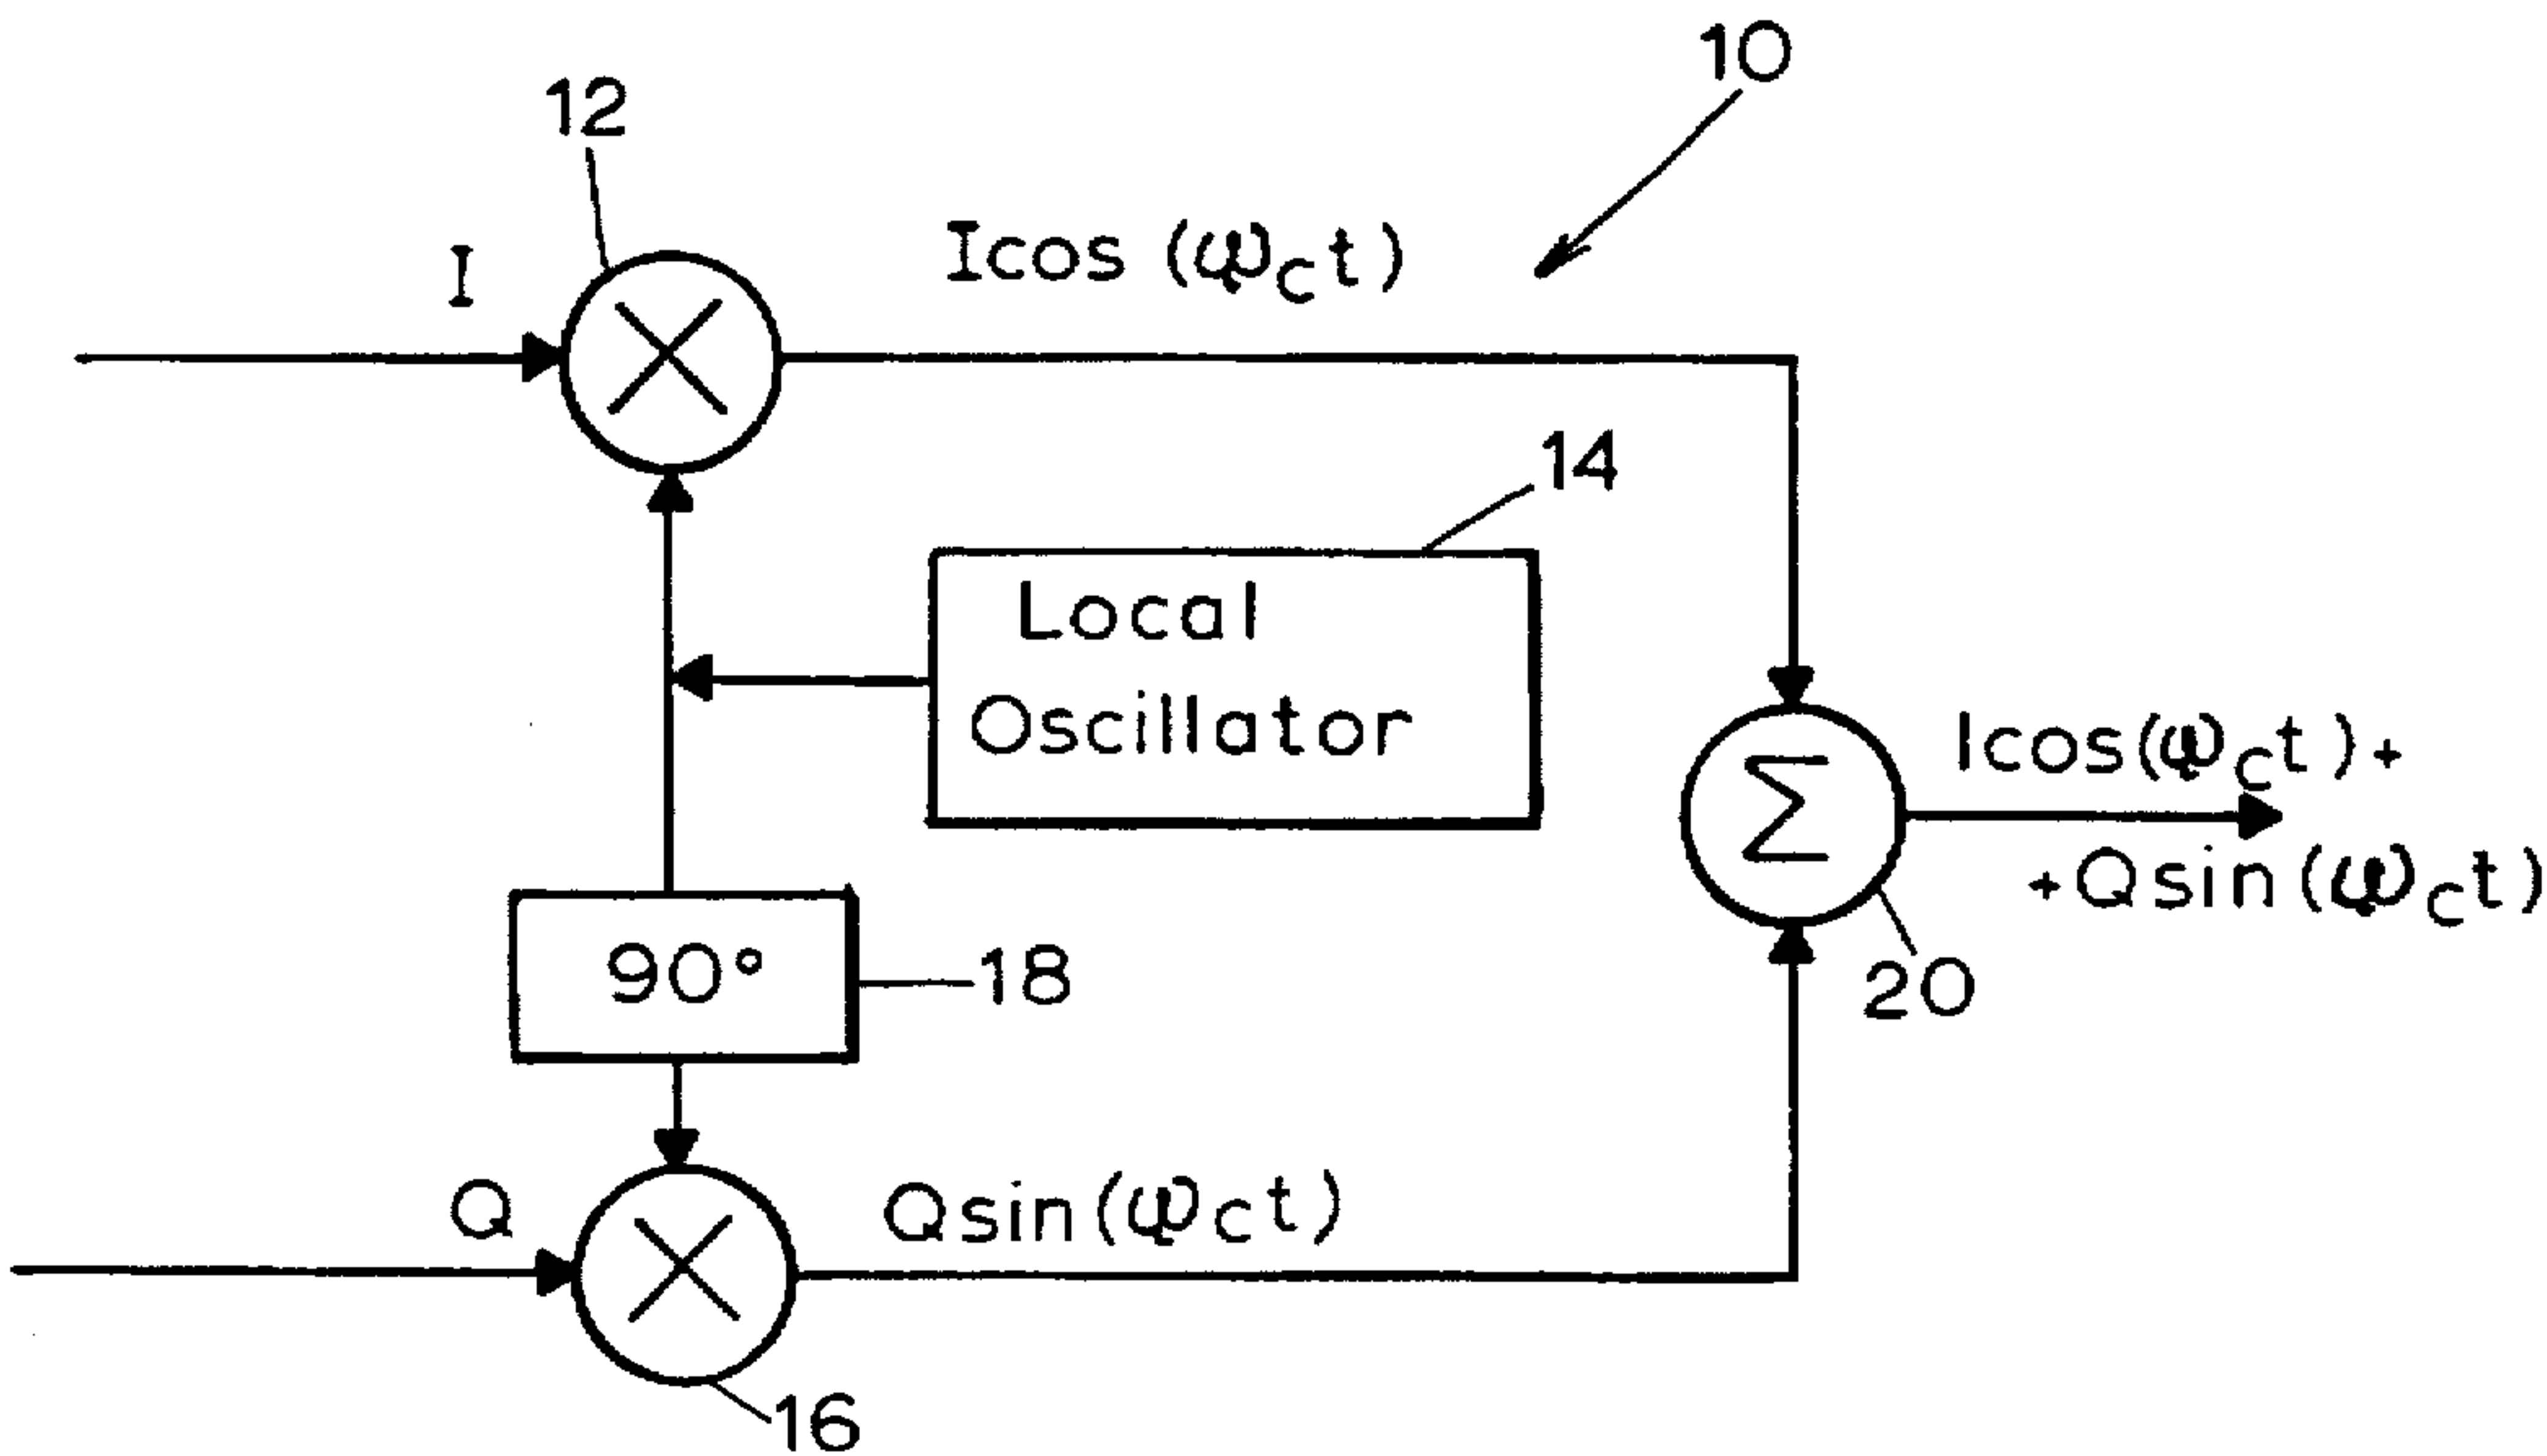 10
12
I
Icos (ωct)
14
Local
Oscillator
Icos(ωct)+
+Qsin(ωct)
90°
18
20
Q
Qsin(ωct)
16
X
X
Σ